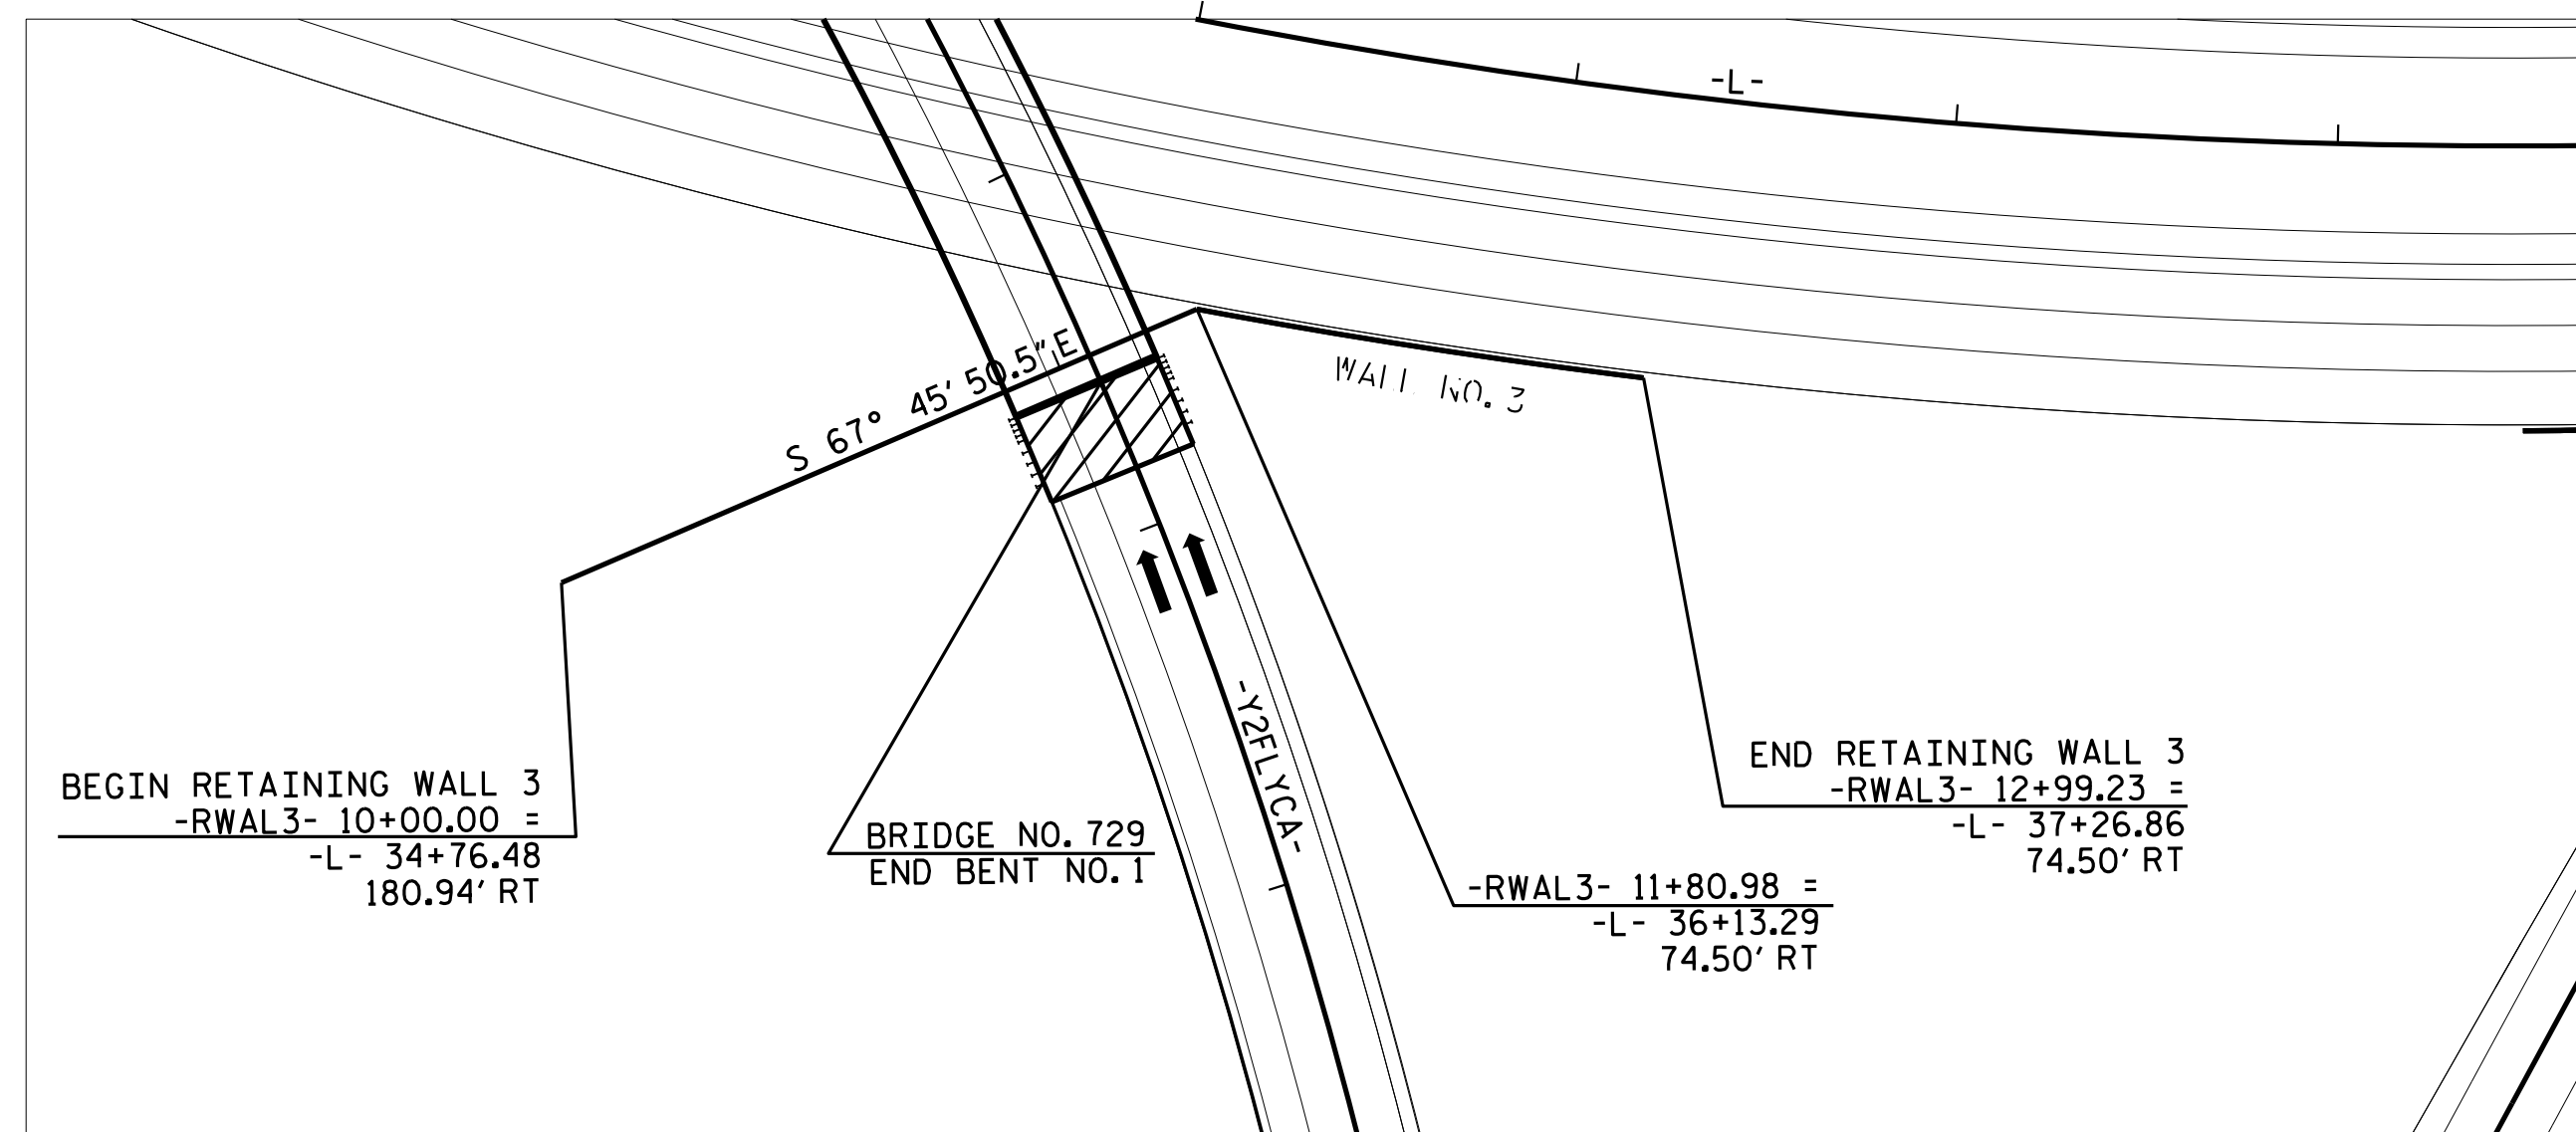 -L-
S 67° 45' 50.5" E
WALL NO. 3
-Y2FLYCA-
BEGIN RETAINING WALL 3
-RWAL3- 10+00.00 =
-L- 34+76.48
180.94' RT
BRIDGE NO. 729
END BENT NO. 1
-RWAL3- 11+80.98 =
-L- 36+13.29
74.50' RT
END RETAINING WALL 3
-RWAL3- 12+99.23 =
-L- 37+26.86
74.50' RT